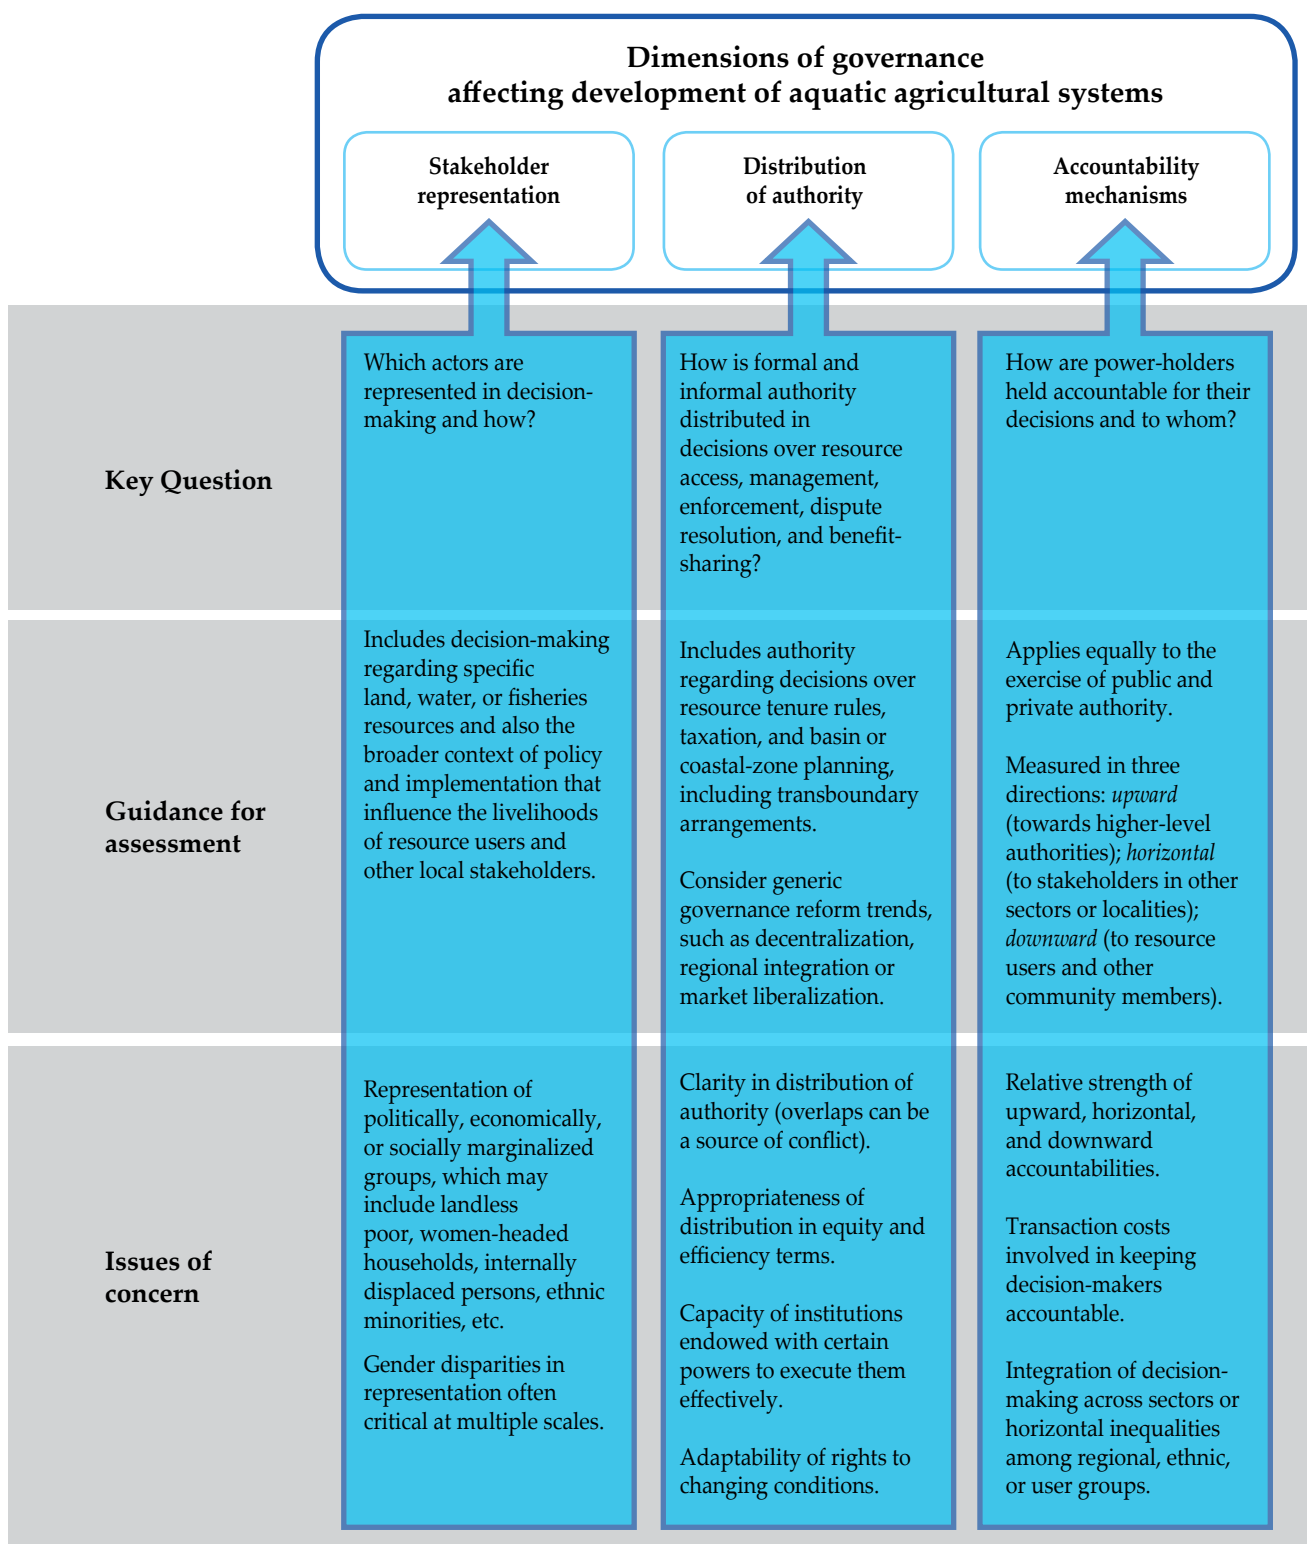 Dimensions of governance
affecting development of aquatic agricultural systems
Stakeholder
representation
Distribution
of authority
Accountability
mechanisms
Key Question
Which actors are
represented in decision-
making and how?
How is formal and
informal authority
distributed in
decisions over resource
access, management,
enforcement, dispute
resolution, and benefit-
sharing?
How are power-holders
held accountable for their
decisions and to whom?
Guidance for
assessment
Includes decision-making
regarding specific
land, water, or fisheries
resources and also the
broader context of policy
and implementation that
influence the livelihoods
of resource users and
other local stakeholders.
Includes authority
regarding decisions over
resource tenure rules,
taxation, and basin or
coastal-zone planning,
including transboundary
arrangements.
Consider generic
governance reform trends,
such as decentralization,
regional integration or
market liberalization.
Applies equally to the
exercise of public and
private authority.
Measured in three
directions: upward
(towards higher-level
authorities); horizontal
(to stakeholders in other
sectors or localities);
downward (to resource
users and other
community members).
Issues of
concern
Representation of
politically, economically,
or socially marginalized
groups, which may
include landless
poor, women-headed
households, internally
displaced persons, ethnic
minorities, etc.
Gender disparities in
representation often
critical at multiple scales.
Clarity in distribution of
authority (overlaps can be
a source of conflict).
Appropriateness of
distribution in equity and
efficiency terms.
Capacity of institutions
endowed with certain
powers to execute them
effectively.
Adaptability of rights to
changing conditions.
Relative strength of
upward, horizontal,
and downward
accountabilities.
Transaction costs
involved in keeping
decision-makers
accountable.
Integration of decision-
making across sectors or
horizontal inequalities
among regional, ethnic,
or user groups.